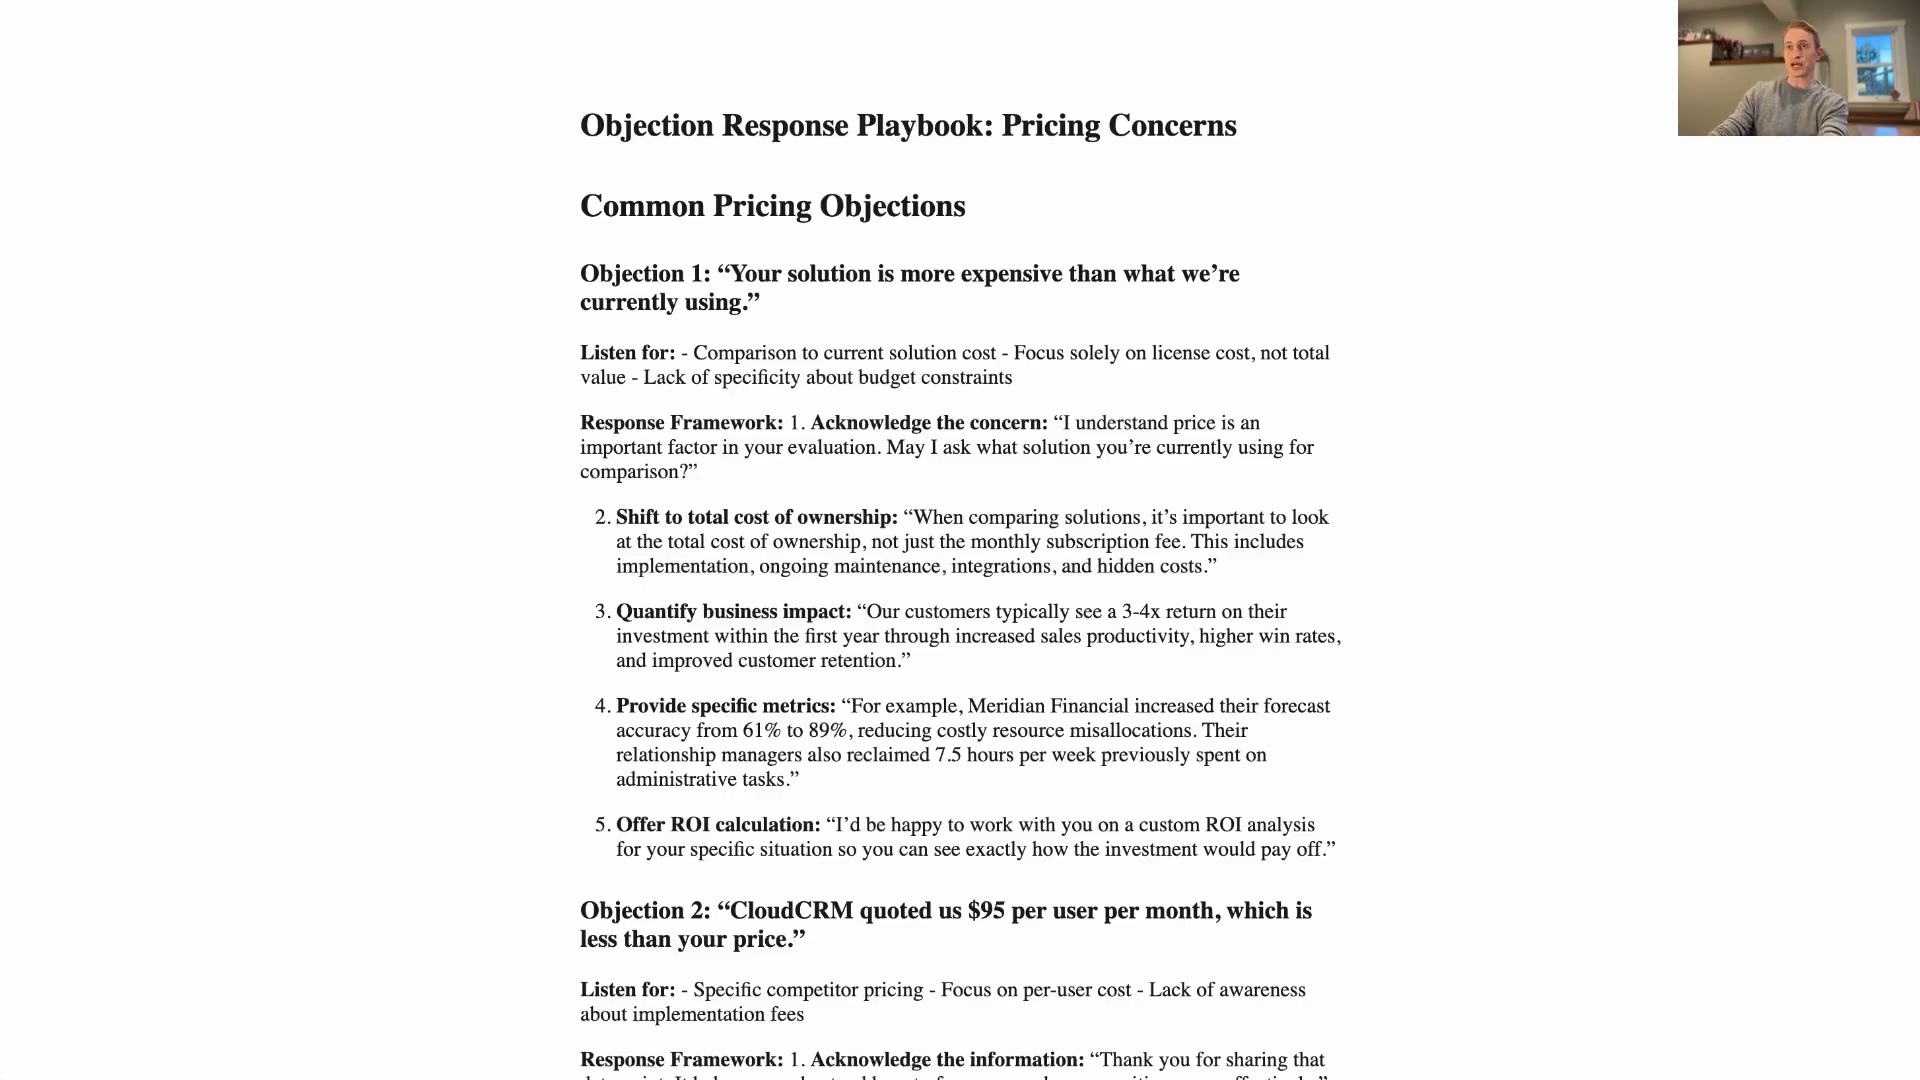 Objection Response Playbook: Pricing Concerns
Common Pricing Objections
Objection 1: “Your solution is more expensive than what we’re
currently using.”
Listen for: - Comparison to current solution cost - Focus solely on license cost, not total
value - Lack of specificity about budget constraints
Response Framework: 1. Acknowledge the concern: “I understand price is an
important factor in your evaluation. May I ask what solution you’re currently using for
comparison?”
2. Shift to total cost of ownership: “When comparing solutions, it’s important to look
at the total cost of ownership, not just the monthly subscription fee. This includes
implementation, ongoing maintenance, integrations, and hidden costs.”
3. Quantify business impact: “Our customers typically see a 3-4x return on their
investment within the first year through increased sales productivity, higher win rates,
and improved customer retention.”
4. Provide specific metrics: “For example, Meridian Financial increased their forecast
accuracy from 61% to 89%, reducing costly resource misallocations. Their
relationship managers also reclaimed 7.5 hours per week previously spent on
administrative tasks.”
5. Offer ROI calculation: “I’d be happy to work with you on a custom ROI analysis
for your specific situation so you can see exactly how the investment would pay off.”
Objection 2: “CloudCRM quoted us $95 per user per month, which is
less than your price.”
Listen for: - Specific competitor pricing - Focus on per-user cost - Lack of awareness
about implementation fees
Response Framework: 1. Acknowledge the information: “Thank you for sharing that